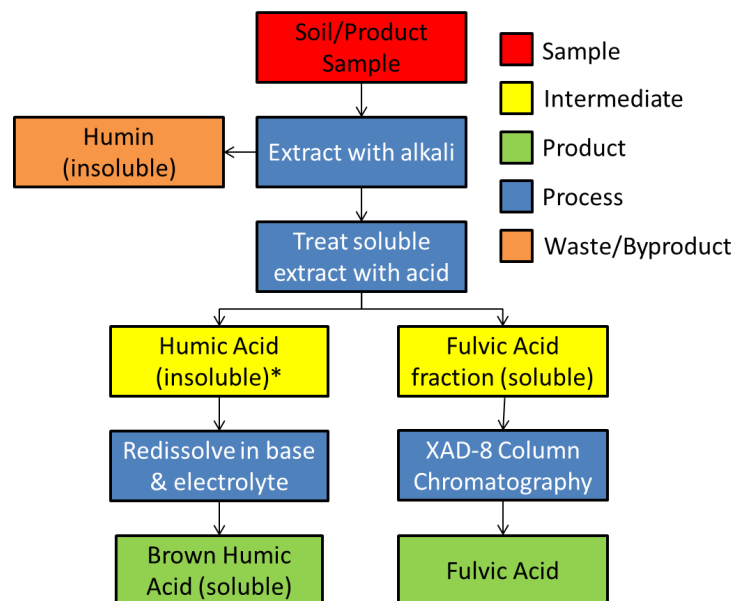 Soil/Product
Sample
Sample
Intermediate
Product
Process
Waste/Byproduct
Humin
(insoluble)
Extract with alkali
Treat soluble
extract with acid
Humic Acid
(insoluble)*
Fulvic Acid
fraction (soluble)
Redissolve in base
& electrolyte
XAD-8 Column
Chromatography
Brown Humic
Acid (soluble)
Fulvic Acid